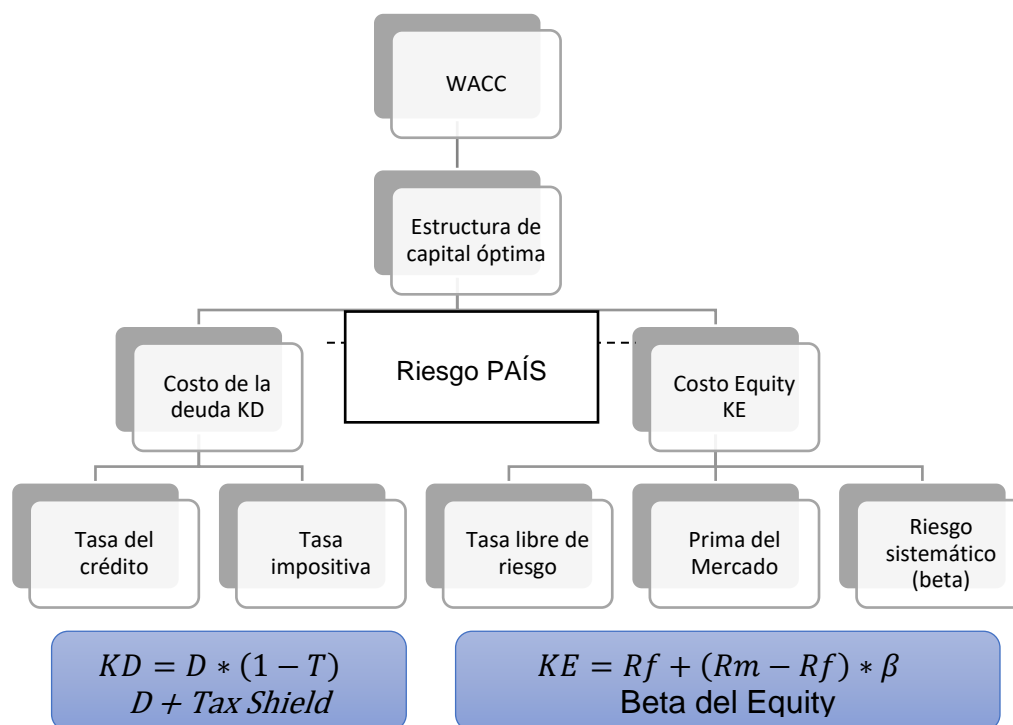 WACC
Estructura de
capital óptima
Riesgo PAÍS
Costo de la
deuda KD
Costo Equity
KE
Tasa del
crédito
Tasa
impositiva
Tasa libre de
riesgo
Prima del
Mercado
Riesgo
sistemático
(beta)
KD = D * (1 − T)
D + Tax Shield
KE = Rf + (Rm − Rf) * β
Beta del Equity